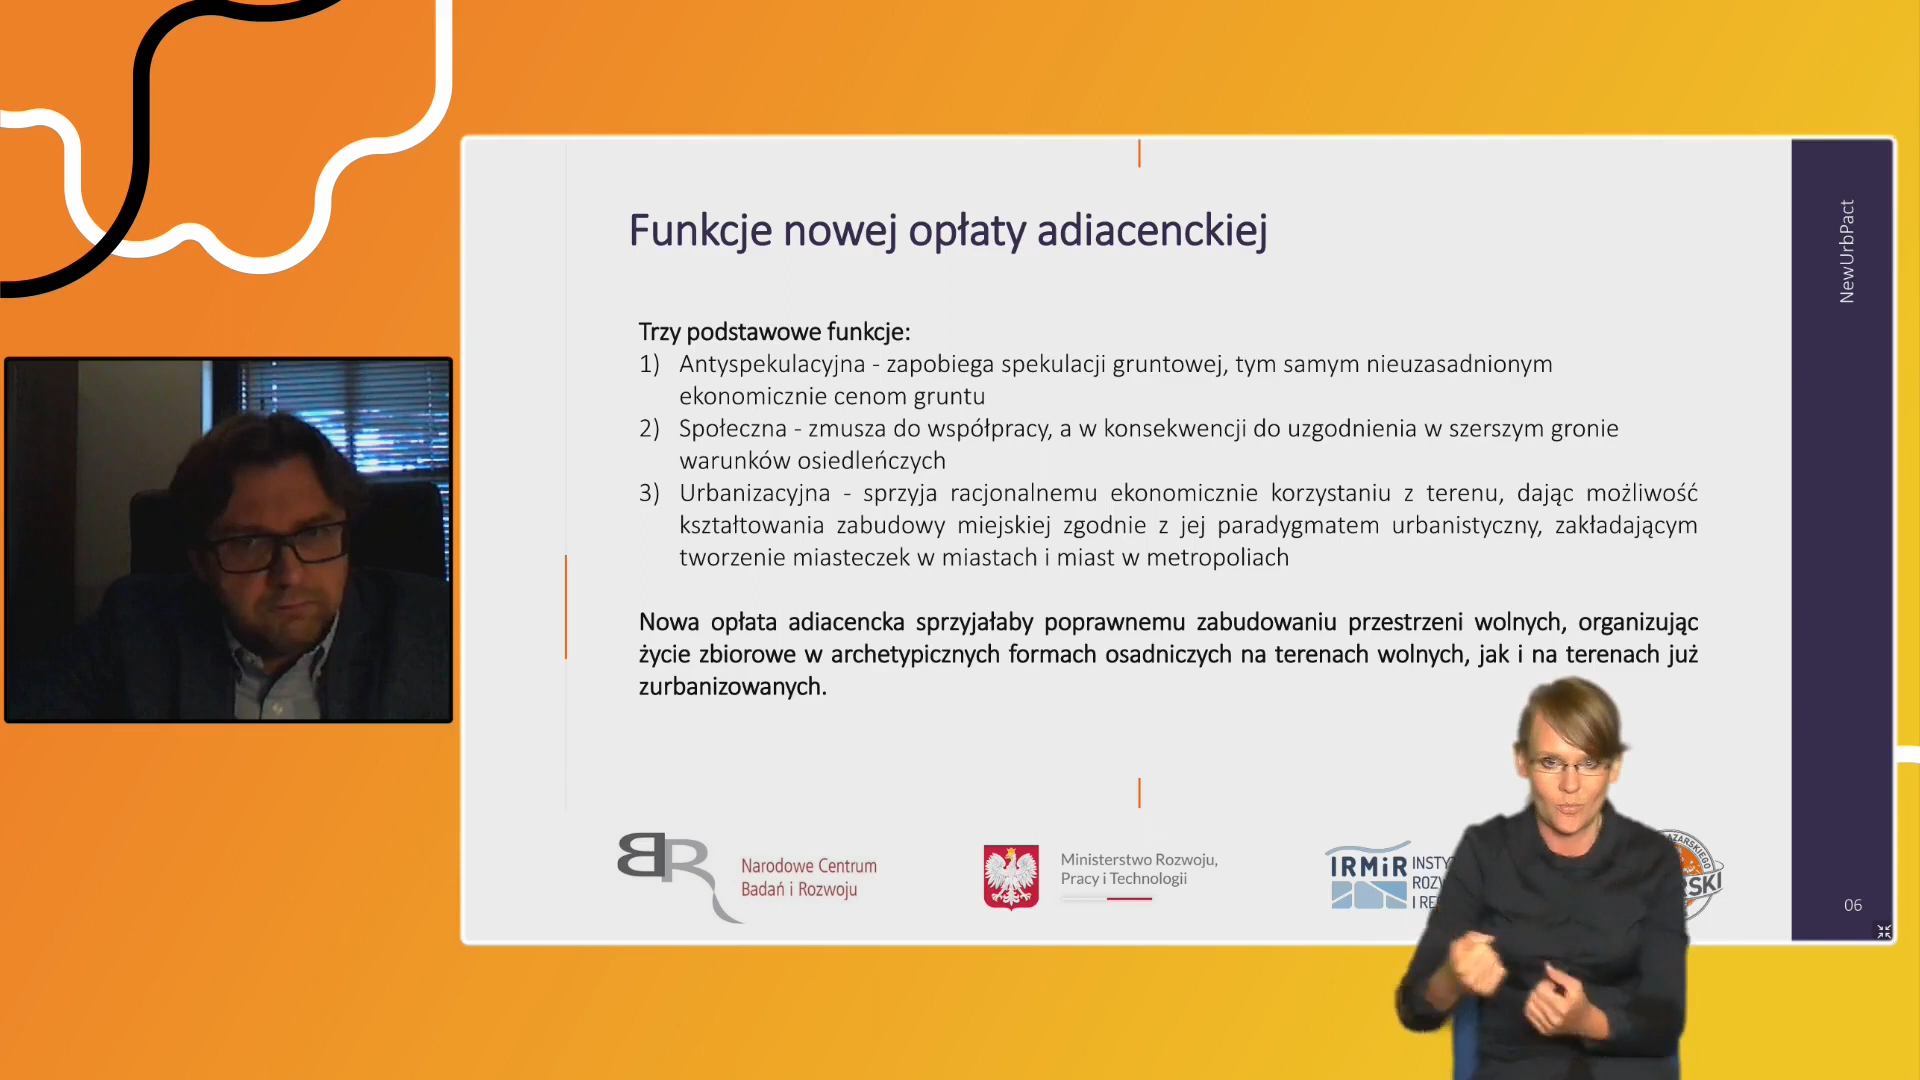 NewUrbPact
Funkcje nowej opłaty adiacenckiej
Trzy podstawowe funkcje:
1) Antyspekulacyjna - zapobiega spekulacji gruntowej, tym samym nieuzasadnionym
ekonomicznie cenom gruntu
2) Społeczna - zmusza do współpracy, a w konsekwencji do uzgodnienia w szerszym gronie
warunków osiedleńczych
3) Urbanizacyjna - sprzyja racjonalnemu ekonomicznie korzystaniu z terenu, dając możliwość
kształtowania zabudowy miejskiej zgodnie z jej paradygmatem urbanistyczny, zakładającym
tworzenie miasteczek w miastach i miast w metropoliach
Nowa opłata adiacencka sprzyjałaby poprawnemu zabudowaniu przestrzeni wolnych, organizując
życie zbiorowe w archetypicznych formach osadniczych na terenach wolnych, jak i na terenach już
zurbanizowanych.
BR
Narodowe Centrum
Badań i Rozwoju
Ministerstwo Rozwoju,
Pracy i Technologii
IRMiR
06